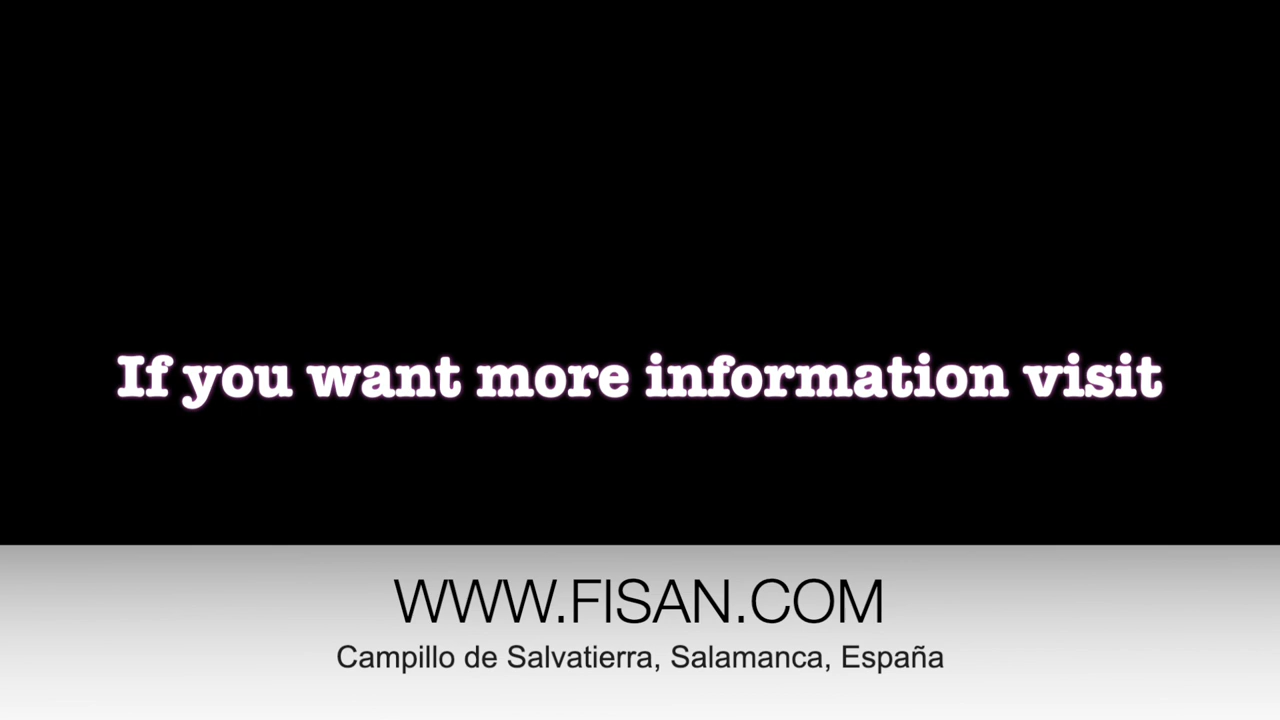 If you want more information visit
WWW.FISAN.COM
Campillo de Salvatierra, Salamanca, España